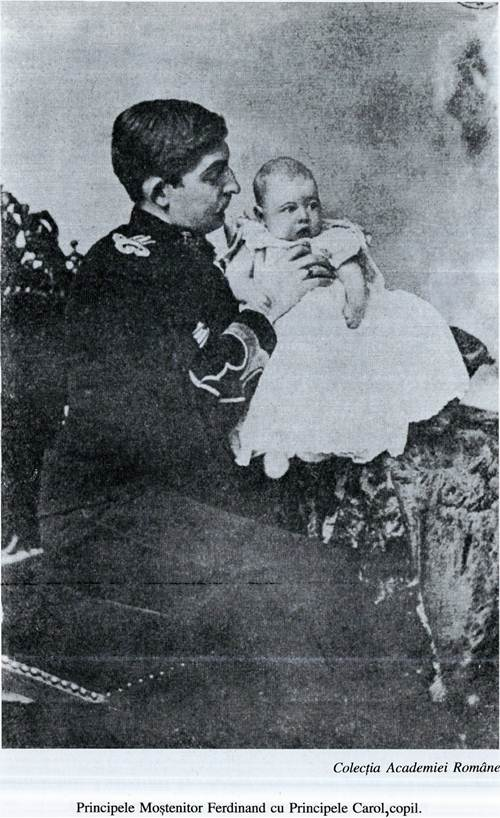 Colecția Academiei Române
Principele Moștenitor Ferdinand cu Principele Carol,copil.